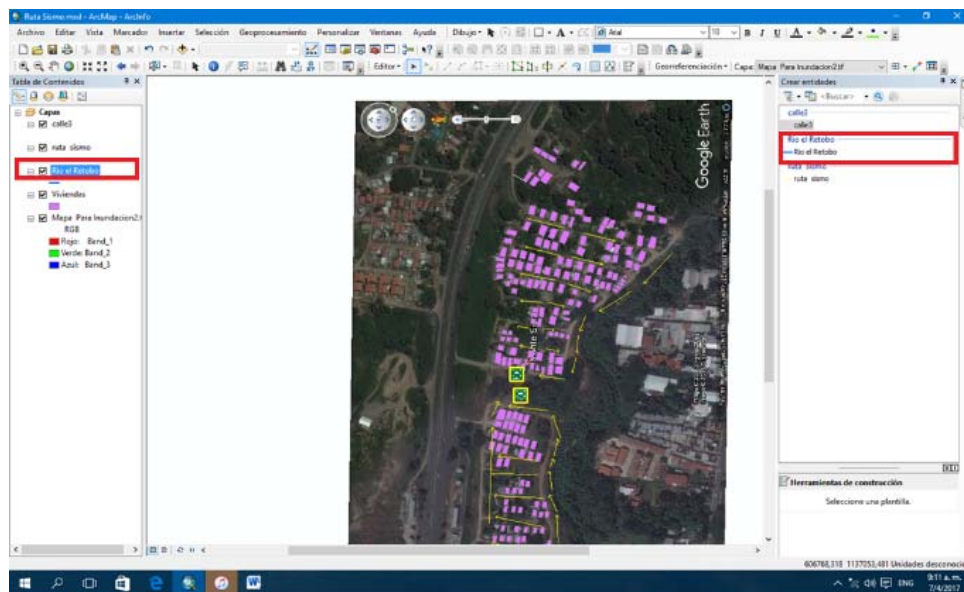 Ruta Sismo.mxd - ArcMap - ArcInfo
Archivo Editar Vista Marcador Insertar Selección Geoprocesamiento Personalizar Ventanas Ayuda Dibujo Arial 10 N I U A
Editor Georreferenciación Capa: Mapa Para Inundacion2.tif
Tabla de Contenidos
Capas
calle3
ruta sismo
Rio el Retobo
Viviendas
Mapa Para Inundacion2.t
RGB
Rojo: Band_1
Verde: Band_2
Azul: Band_3
Google Earth
Crear entidades
<Buscar>
calle3
calle3
Rio el Retobo
Rio el Retobo
ruta sismo
ruta sismo
Herramientas de construcción
Seleccione una plantilla.
606768,318 1137053,481 Unidades desconoci
ENG
9:11 a. m.
7/4/2017